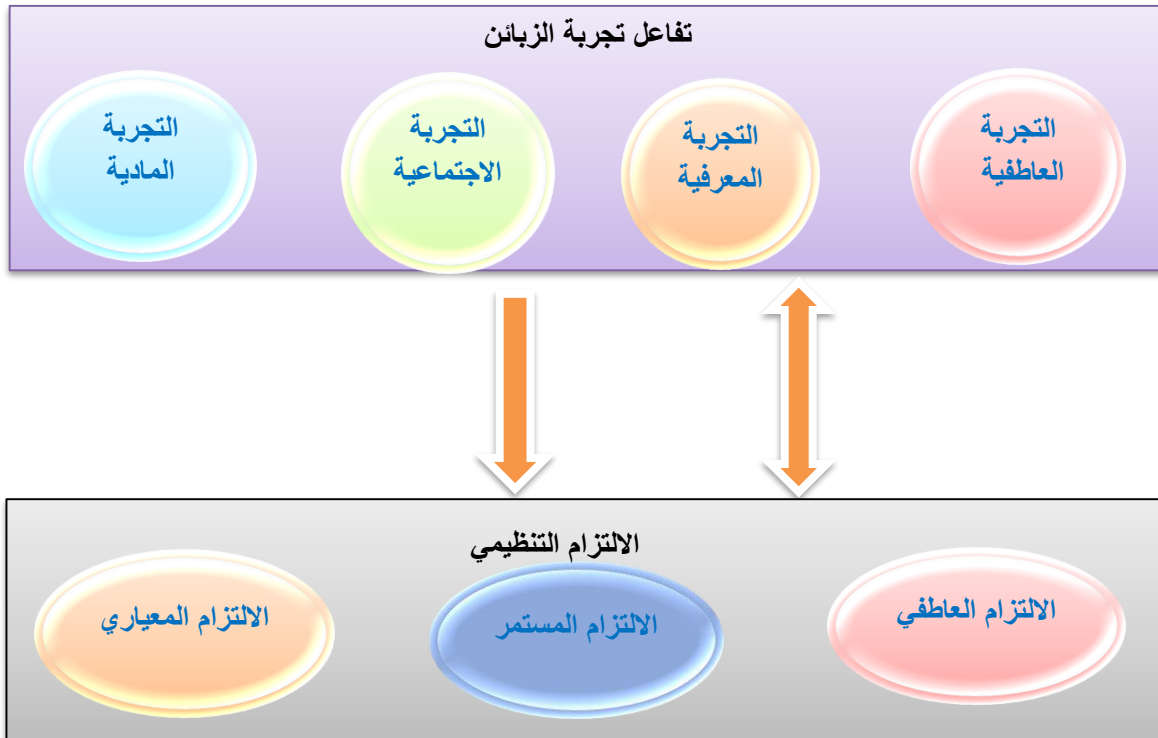 تفاعل تجربة الزبائن
التجربة
العاطفية
التجربة
المعرفية
التجربة
الاجتماعية
التجربة
المادية
الالتزام التنظيمي
الالتزام العاطفي
الالتزام المستمر
الالتزام المعياري